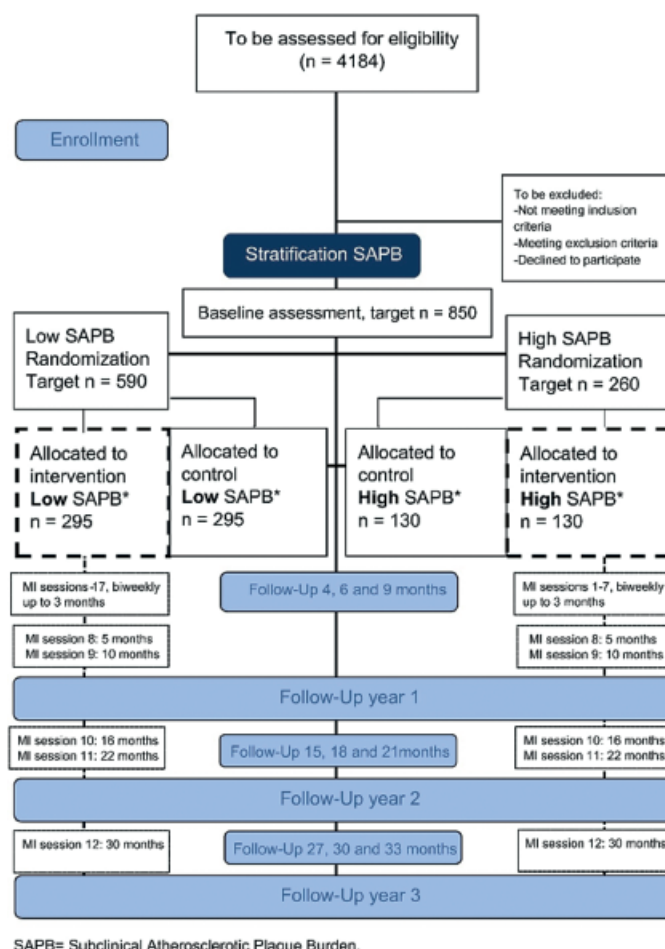 To be assessed for eligibility
(n = 4184)
Enrollment
To be excluded:
-Not meeting inclusion
criteria
-Meeting exclusion criteria
-Declined to participate
Stratification SAPB
Baseline assessment, target n = 850
Low SAPB
Randomization
Target n = 590
High SAPB
Randomization
Target n = 260
Allocated to
intervention
Low SAPB*
n = 295
Allocated to
control
Low SAPB*
n = 295
Allocated to
control
High SAPB*
n = 130
Allocated to
intervention
High SAPB*
n = 130
MI sessions-17, biweekly
up to 3 months
Follow-Up 4, 6 and 9 months
MI sessions 1-7, biweekly
up to 3 months
MI session 8: 5 months
MI session 9: 10 months
MI session 8: 5 months
MI session 9: 10 months
Follow-Up year 1
MI session 10: 16 months
MI session 11: 22 months
Follow-Up 15, 18 and 21months
MI session 10: 16 months
MI session 11: 22 months
Follow-Up year 2
MI session 12: 30 months
Follow-Up 27, 30 and 33 months
MI session 12: 30 months
Follow-Up year 3
SAPB= Subclinical Atherosclerotic Plaque Burden.